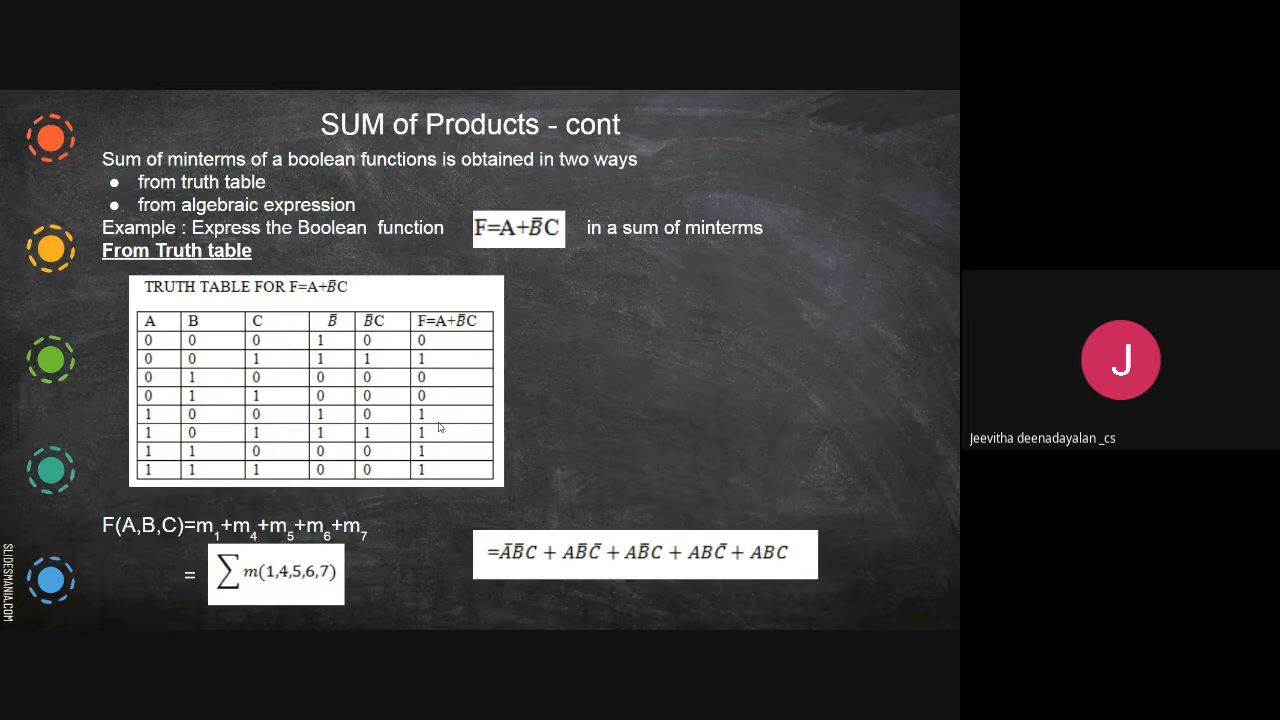 SUM of Products - cont
Sum of minterms of a boolean functions is obtained in two ways
● from truth table
● from algebraic expression
Example : Express the Boolean function F=A+B̅C in a sum of minterms
From Truth table
TRUTH TABLE FOR F=A+B̅C
A B C B̅ B̅C F=A+B̅C
0 0 0 1 0 0
0 0 1 1 1 1
0 1 0 0 0 0
0 1 1 0 0 0
1 0 0 1 0 1
1 0 1 1 1 1
1 1 0 0 0 1
1 1 1 0 0 1
F(A,B,C)=m₁+m₄+m₅+m₆+m₇
= ∑m(1,4,5,6,7)
=A̅B̅C + AB̅C̅ + AB̅C + ABC̅ + ABC
SLIDESMANIA.COM
J
Jeevitha deenadayalan _cs